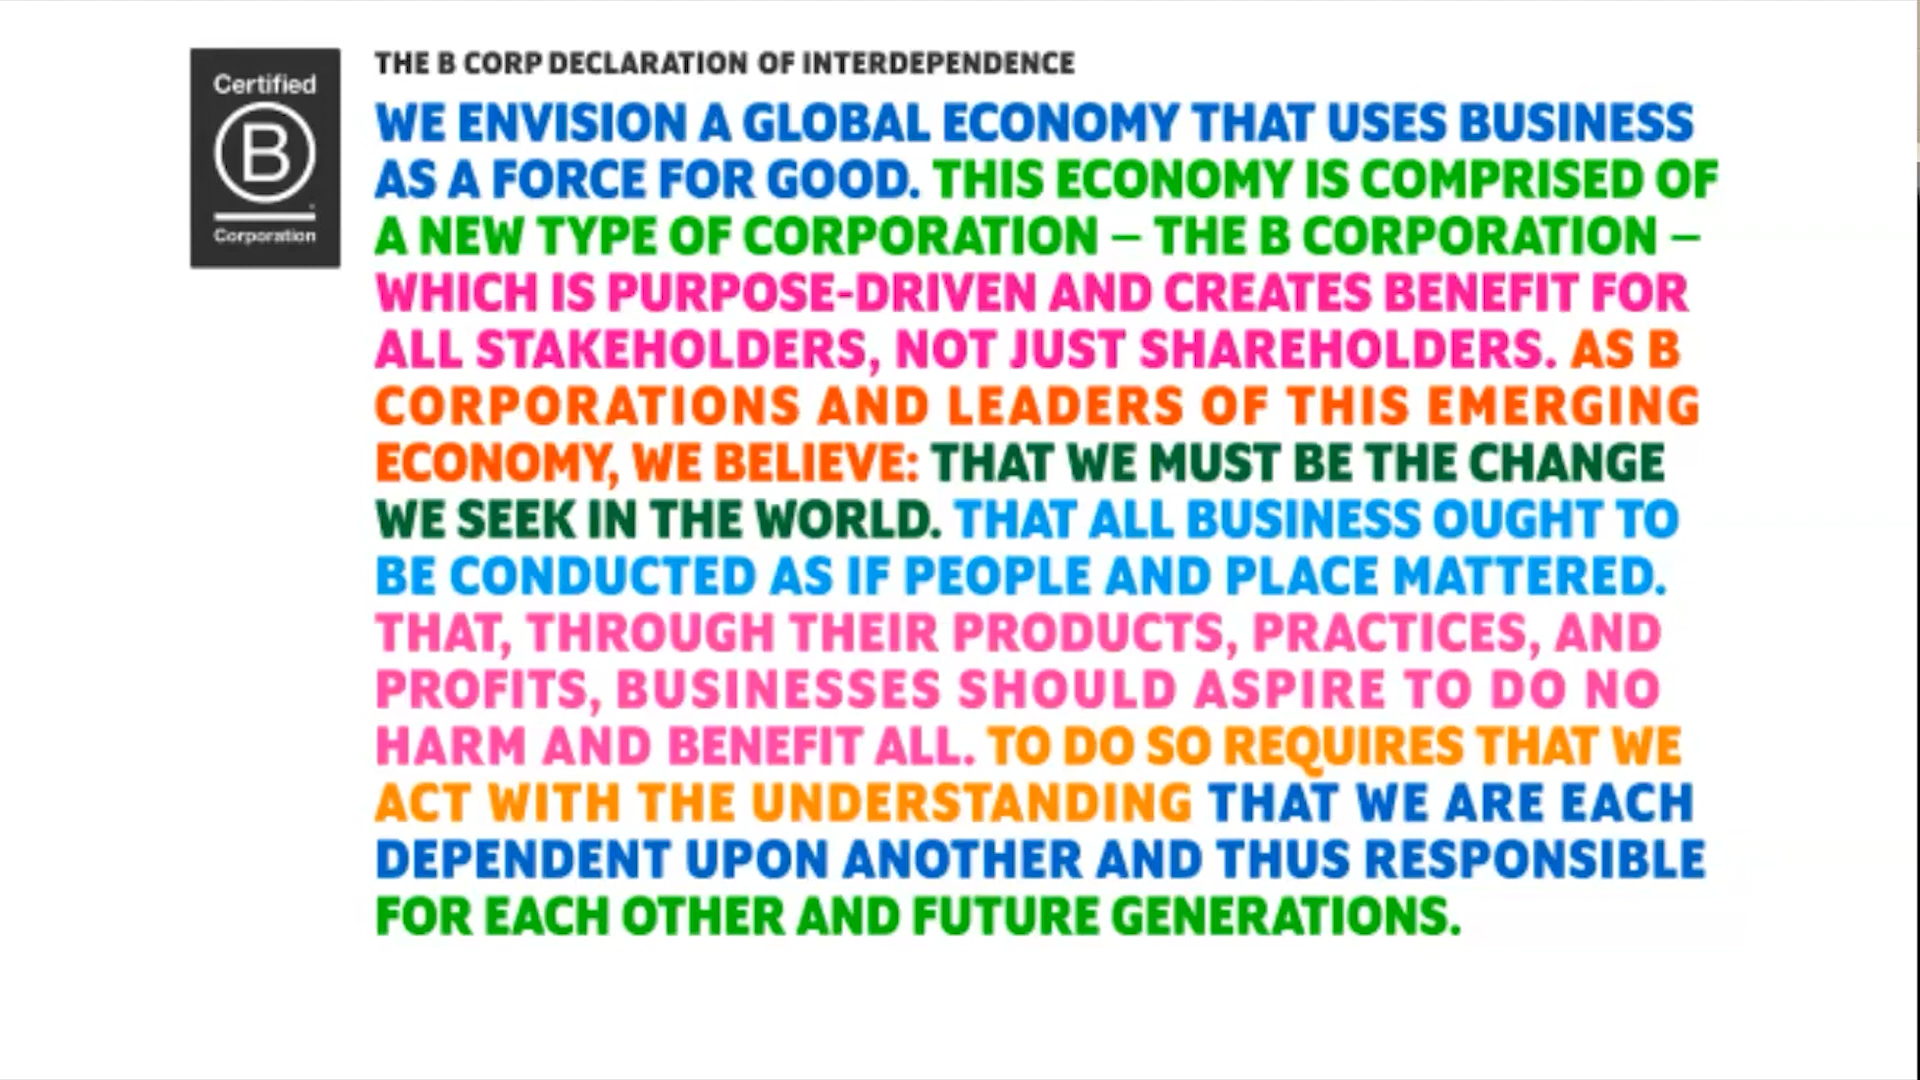 Certified
B
Corporation
THE B CORP DECLARATION OF INTERDEPENDENCE
WE ENVISION A GLOBAL ECONOMY THAT USES BUSINESS
AS A FORCE FOR GOOD. THIS ECONOMY IS COMPRISED OF
A NEW TYPE OF CORPORATION – THE B CORPORATION –
WHICH IS PURPOSE-DRIVEN AND CREATES BENEFIT FOR
ALL STAKEHOLDERS, NOT JUST SHAREHOLDERS. AS B
CORPORATIONS AND LEADERS OF THIS EMERGING
ECONOMY, WE BELIEVE: THAT WE MUST BE THE CHANGE
WE SEEK IN THE WORLD. THAT ALL BUSINESS OUGHT TO
BE CONDUCTED AS IF PEOPLE AND PLACE MATTERED.
THAT, THROUGH THEIR PRODUCTS, PRACTICES, AND
PROFITS, BUSINESSES SHOULD ASPIRE TO DO NO
HARM AND BENEFIT ALL. TO DO SO REQUIRES THAT WE
ACT WITH THE UNDERSTANDING THAT WE ARE EACH
DEPENDENT UPON ANOTHER AND THUS RESPONSIBLE
FOR EACH OTHER AND FUTURE GENERATIONS.